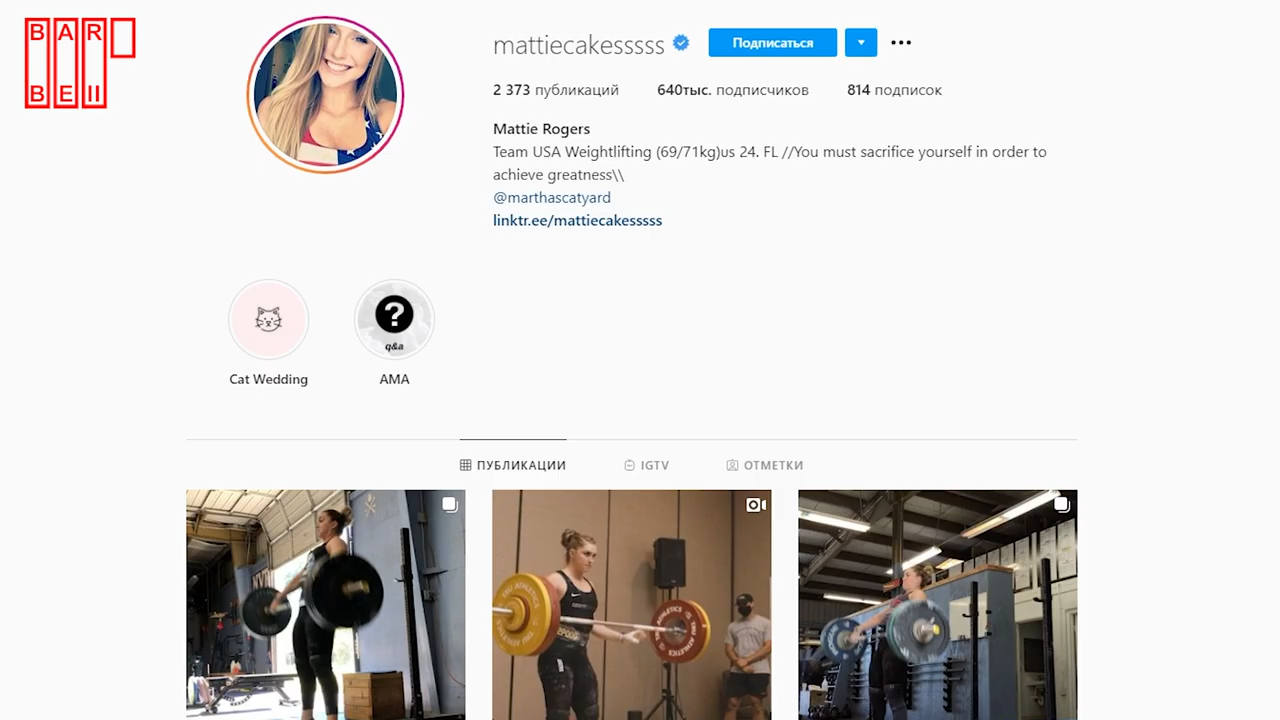 BAR
BEll
mattiecakesssss
Подписаться
2 373 публикаций 640тыс. подписчиков 814 подписок
Mattie Rogers
Team USA Weightlifting (69/71kg)us 24. FL //You must sacrifice yourself in order to
achieve greatness\\
@marthascatyard
linktr.ee/mattiecakesssss
?
q&a
Cat Wedding AMA
ПУБЛИКАЦИИ IGTV ОТМЕТКИ